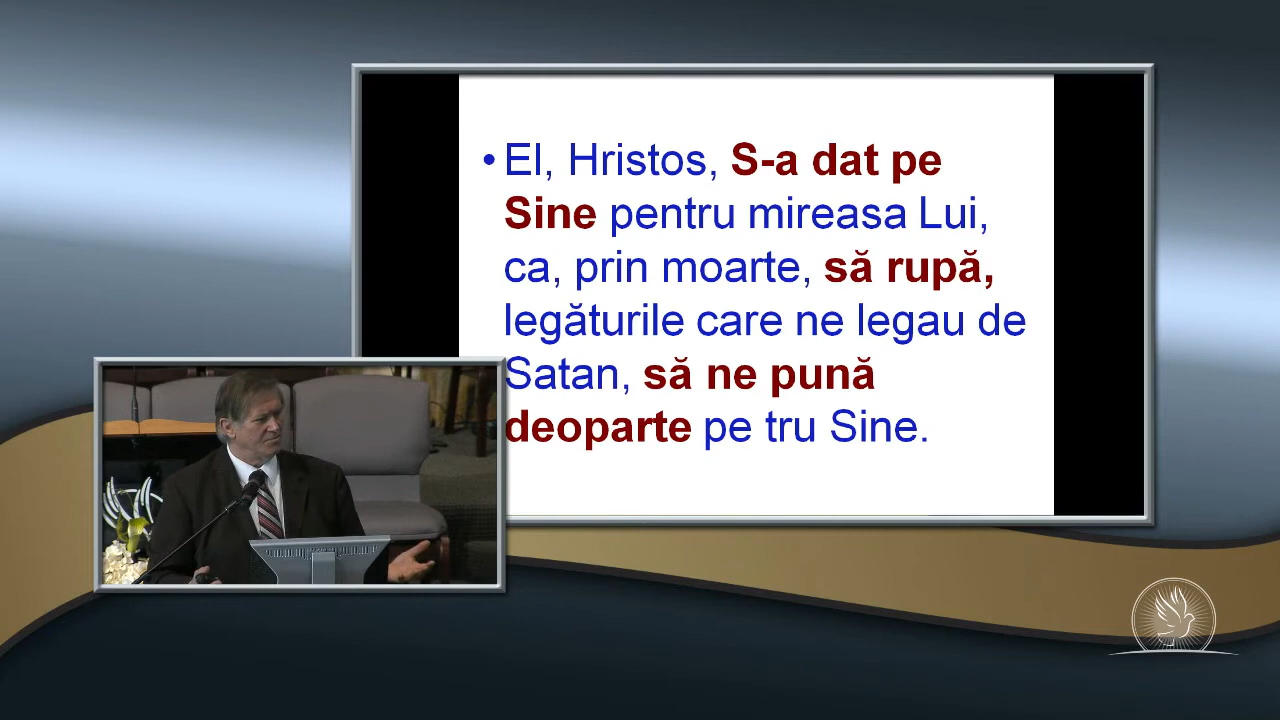 • El, Hristos, S-a dat pe
Sine pentru mireasa Lui,
ca, prin moarte, să rupă,
legăturile care ne legau de
Satan, să ne pună
deoparte pe tru Sine.